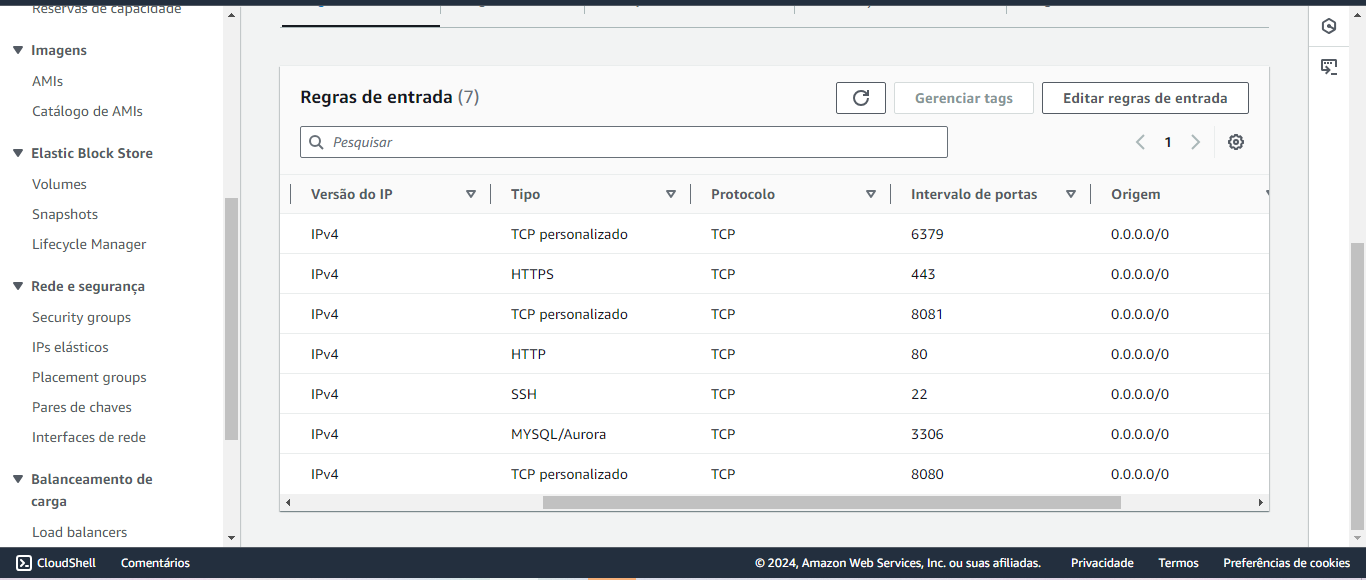 Reservas de capacidade
Imagens
AMIs
Catálogo de AMIs
Elastic Block Store
Volumes
Snapshots
Lifecycle Manager
Rede e segurança
Security groups
IPs elásticos
Placement groups
Pares de chaves
Interfaces de rede
Balanceamento de
carga
Load balancers
Regras de entrada (7)
Gerenciar tags
Editar regras de entrada
Pesquisar
1
Versão do IP Tipo Protocolo Intervalo de portas Origem
IPv4 TCP personalizado TCP 6379 0.0.0.0/0
IPv4 HTTPS TCP 443 0.0.0.0/0
IPv4 TCP personalizado TCP 8081 0.0.0.0/0
IPv4 HTTP TCP 80 0.0.0.0/0
IPv4 SSH TCP 22 0.0.0.0/0
IPv4 MYSQL/Aurora TCP 3306 0.0.0.0/0
IPv4 TCP personalizado TCP 8080 0.0.0.0/0
CloudShell Comentários © 2024, Amazon Web Services, Inc. ou suas afiliadas. Privacidade Termos Preferências de cookies